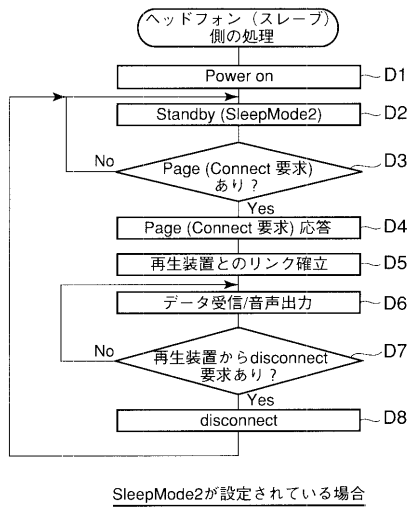 ヘッドフォン（スレーブ）
側の処理
Power on
D1
Standby (SleepMode2)
D2
D3
No
Page (Connect 要求)
あり？
Yes
Page (Connect 要求) 応答
D4
再生装置とのリンク確立
D5
データ受信/音声出力
D6
D7
No
再生装置からdisconnect
要求あり？
Yes
disconnect
D8
SleepMode2が設定されている場合